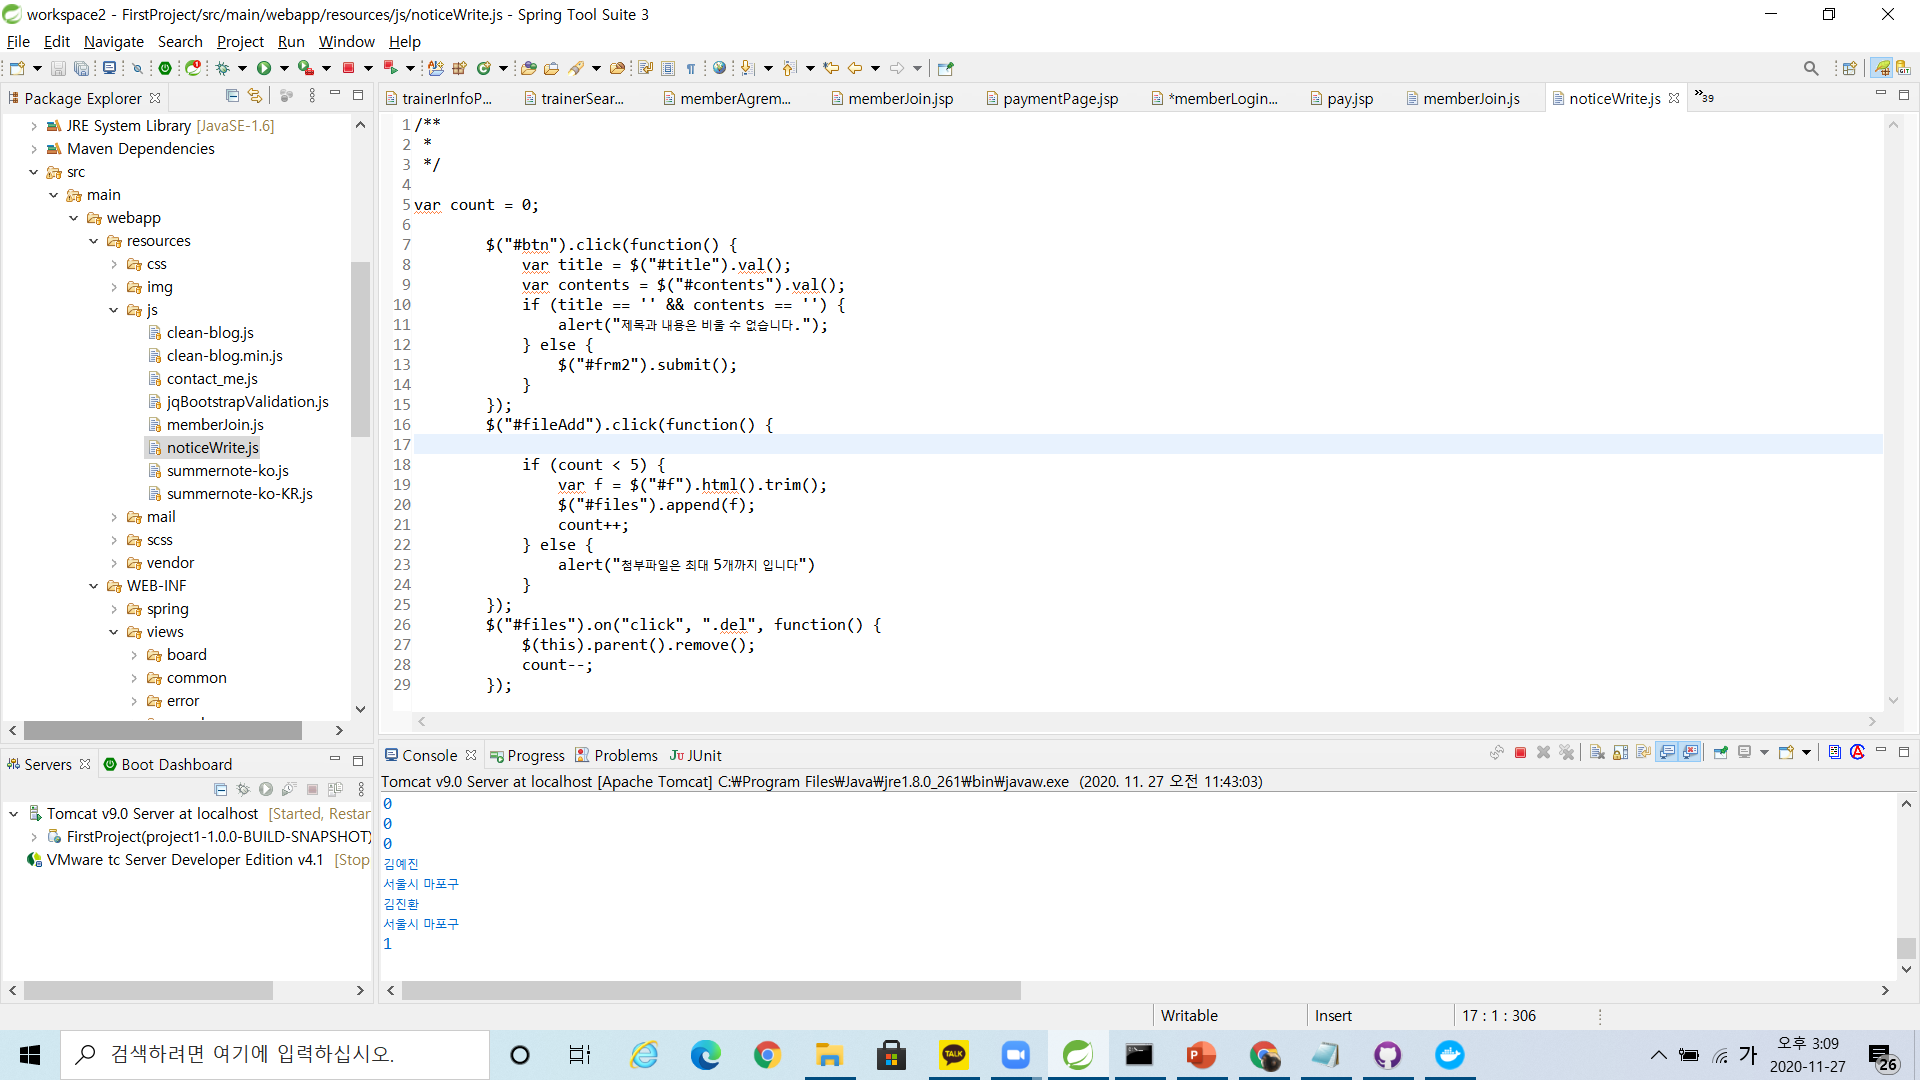 workspace2 - FirstProject/src/main/webapp/resources/js/noticeWrite.js - Spring Tool Suite 3
File Edit Navigate Search Project Run Window Help
Package Explorer
JRE System Library [JavaSE-1.6]
Maven Dependencies
src
main
webapp
resources
css
img
js
clean-blog.js
clean-blog.min.js
contact_me.js
jqBootstrapValidation.js
memberJoin.js
noticeWrite.js
summernote-ko.js
summernote-ko-KR.js
mail
scss
vendor
WEB-INF
spring
views
board
common
error
trainerInfoP... trainerSear... memberAgrem... memberJoin.jsp paymentPage.jsp *memberLogin... pay.jsp memberJoin.js noticeWrite.js »39
1 /**
2 *
3 */
4
5 var count = 0;
6
7 $("#btn").click(function() {
8 var title = $("#title").val();
9 var contents = $("#contents").val();
10 if (title == '' && contents == '') {
11 alert("제목과 내용은 비울 수 없습니다.");
12 } else {
13 $("#frm2").submit();
14 }
15 });
16 $("#fileAdd").click(function() {
17
18 if (count < 5) {
19 var f = $("#f").html().trim();
20 $("#files").append(f);
21 count++;
22 } else {
23 alert("첨부파일은 최대 5개까지 입니다")
24 }
25 });
26 $("#files").on("click", ".del", function() {
27 $(this).parent().remove();
28 count--;
29 });
Servers Boot Dashboard
Tomcat v9.0 Server at localhost [Started, Restar
FirstProject(project1-1.0.0-BUILD-SNAPSHOT)
VMware tc Server Developer Edition v4.1 [Stop
Console Progress Problems JUnit
Tomcat v9.0 Server at localhost [Apache Tomcat] C:₩Program Files₩Java₩jre1.8.0_261₩bin₩javaw.exe (2020. 11. 27 오전 11:43:03)
0
0
0
김예진
서울시 마포구
김진환
서울시 마포구
1
Writable Insert 17 : 1 : 306
검색하려면 여기에 입력하십시오.
TALK
가
오후 3:09
2020-11-27
26